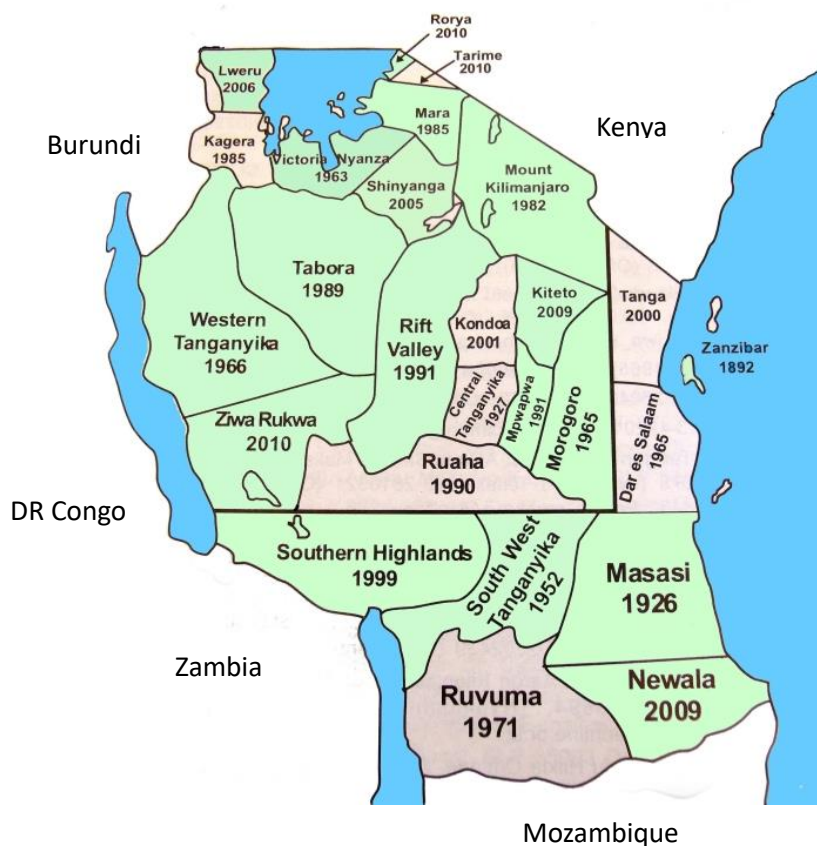 Rorya
2010
Tarime
2010
Lweru
2006
Mara
1985
Kenya
Burundi
Kagera
1985
Victoria Nyanza
1963
Shinyanga
2005
Mount
Kilimanjaro
1982
Tabora
1989
Kiteto
2009
Tanga
2000
Western
Tanganyika
1966
Rift
Valley
1991
Kondoa
2001
Zanzibar
1892
Central
Tanganyika
1927
Mpwapwa
1991
Morogoro
1965
Dar es Salaam
1965
Ziwa Rukwa
2010
Ruaha
1990
DR Congo
Southern Highlands
1999
South West
Tanganyika
1952
Masasi
1926
Zambia
Ruvuma
1971
Newala
2009
Mozambique